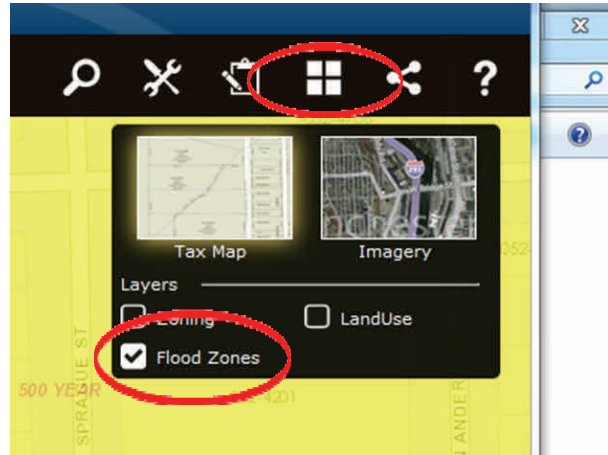 ?
?
Tax Map
Imagery
Layers
Zoning
LandUse
Flood Zones
500 YEAR
SPRAGUE ST